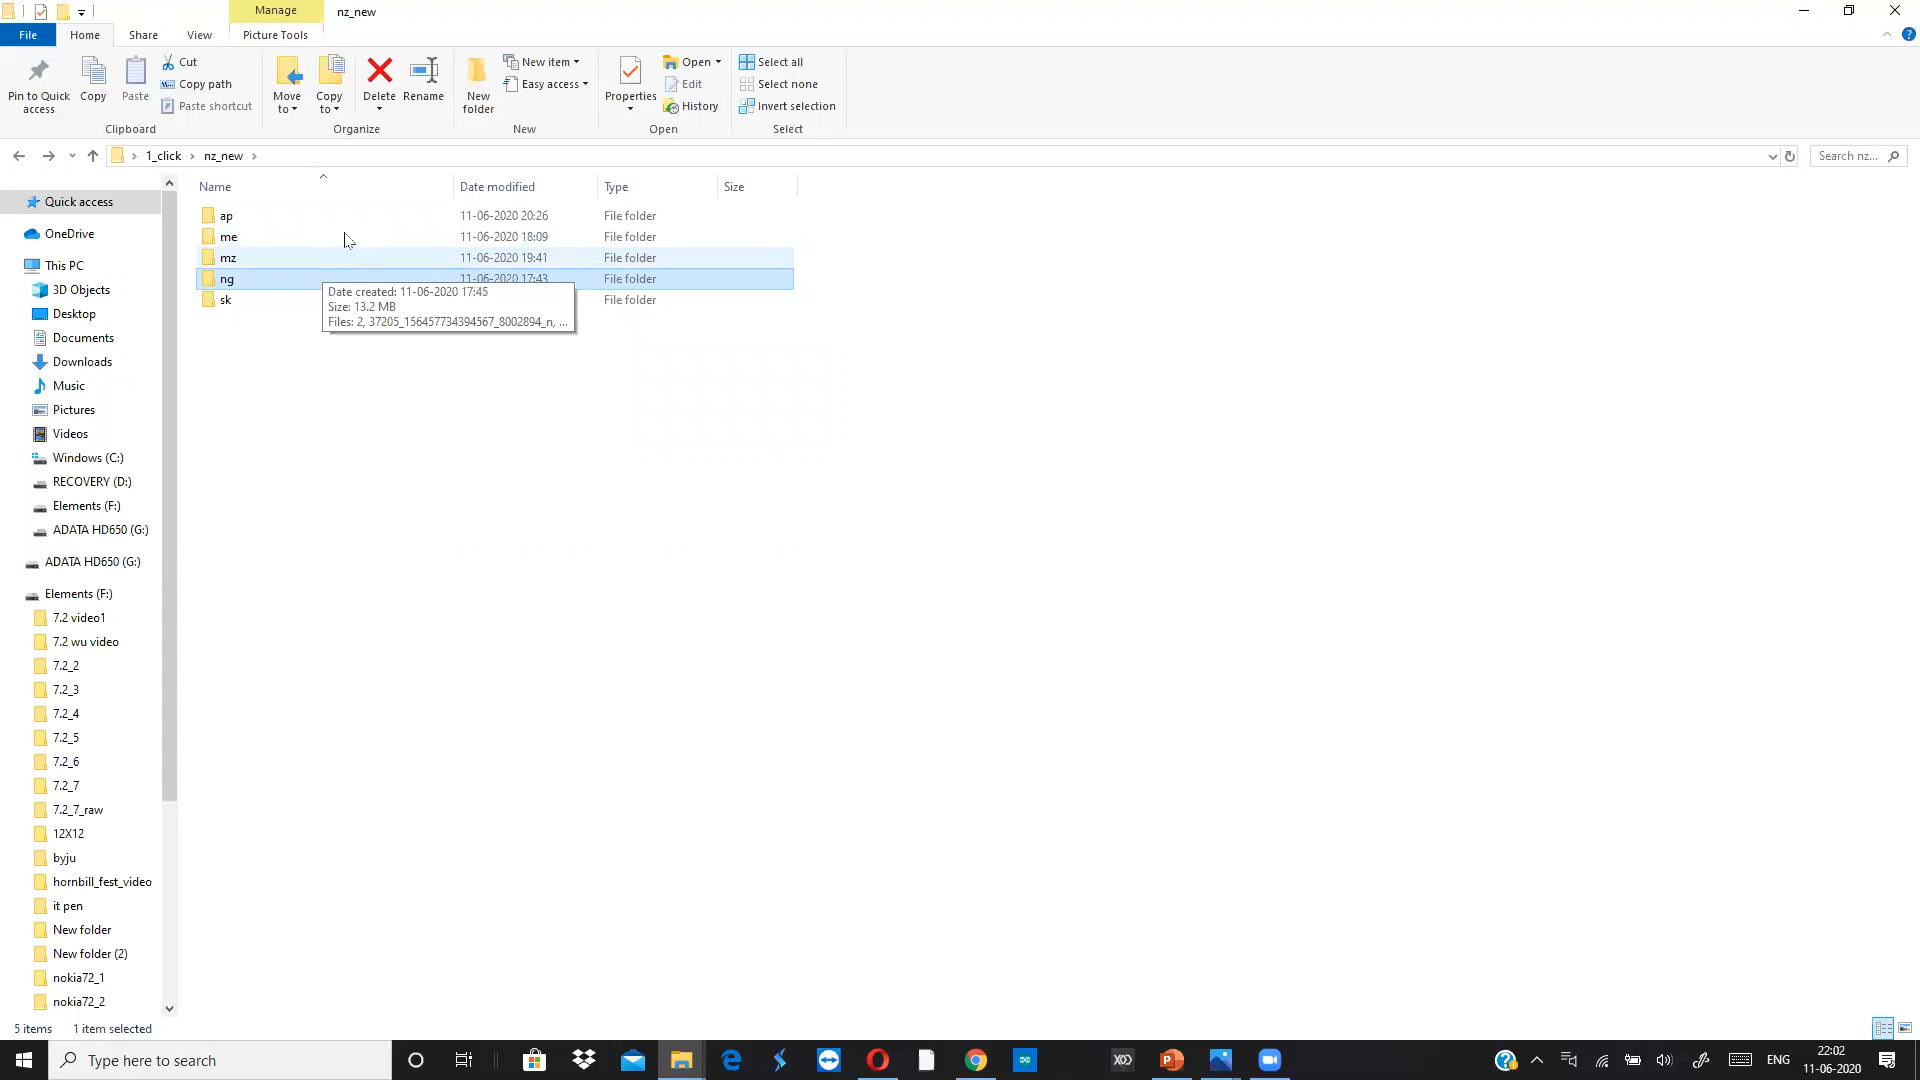 Manage
nz_new
File
Home
Share
View
Picture Tools
Pin to Quick access
Copy
Paste
Cut
Copy path
Paste shortcut
Clipboard
Move to
Copy to
Delete
Rename
Organize
New folder
New item
Easy access
New
Properties
Open
Edit
History
Open
Select all
Select none
Invert selection
Select
1_click
nz_new
Search nz...
Name
Date modified
Type
Size
ap 11-06-2020 20:26 File folder
me 11-06-2020 18:09 File folder
mz 11-06-2020 19:41 File folder
ng 11-06-2020 17:43 File folder
sk File folder
Date created: 11-06-2020 17:45
Size: 13.2 MB
Files: 2, 37205_156457734394567_8002894_n, ...
Quick access
OneDrive
This PC
3D Objects
Desktop
Documents
Downloads
Music
Pictures
Videos
Windows (C:)
RECOVERY (D:)
Elements (F:)
ADATA HD650 (G:)
ADATA HD650 (G:)
Elements (F:)
7.2 video1
7.2 wu video
7.2_2
7.2_3
7.2_4
7.2_5
7.2_6
7.2_7
7.2_7_raw
12X12
byju
hornbill_fest_video
it pen
New folder
New folder (2)
nokia72_1
nokia72_2
5 items 1 item selected
Type here to search
ENG
22:02
11-06-2020